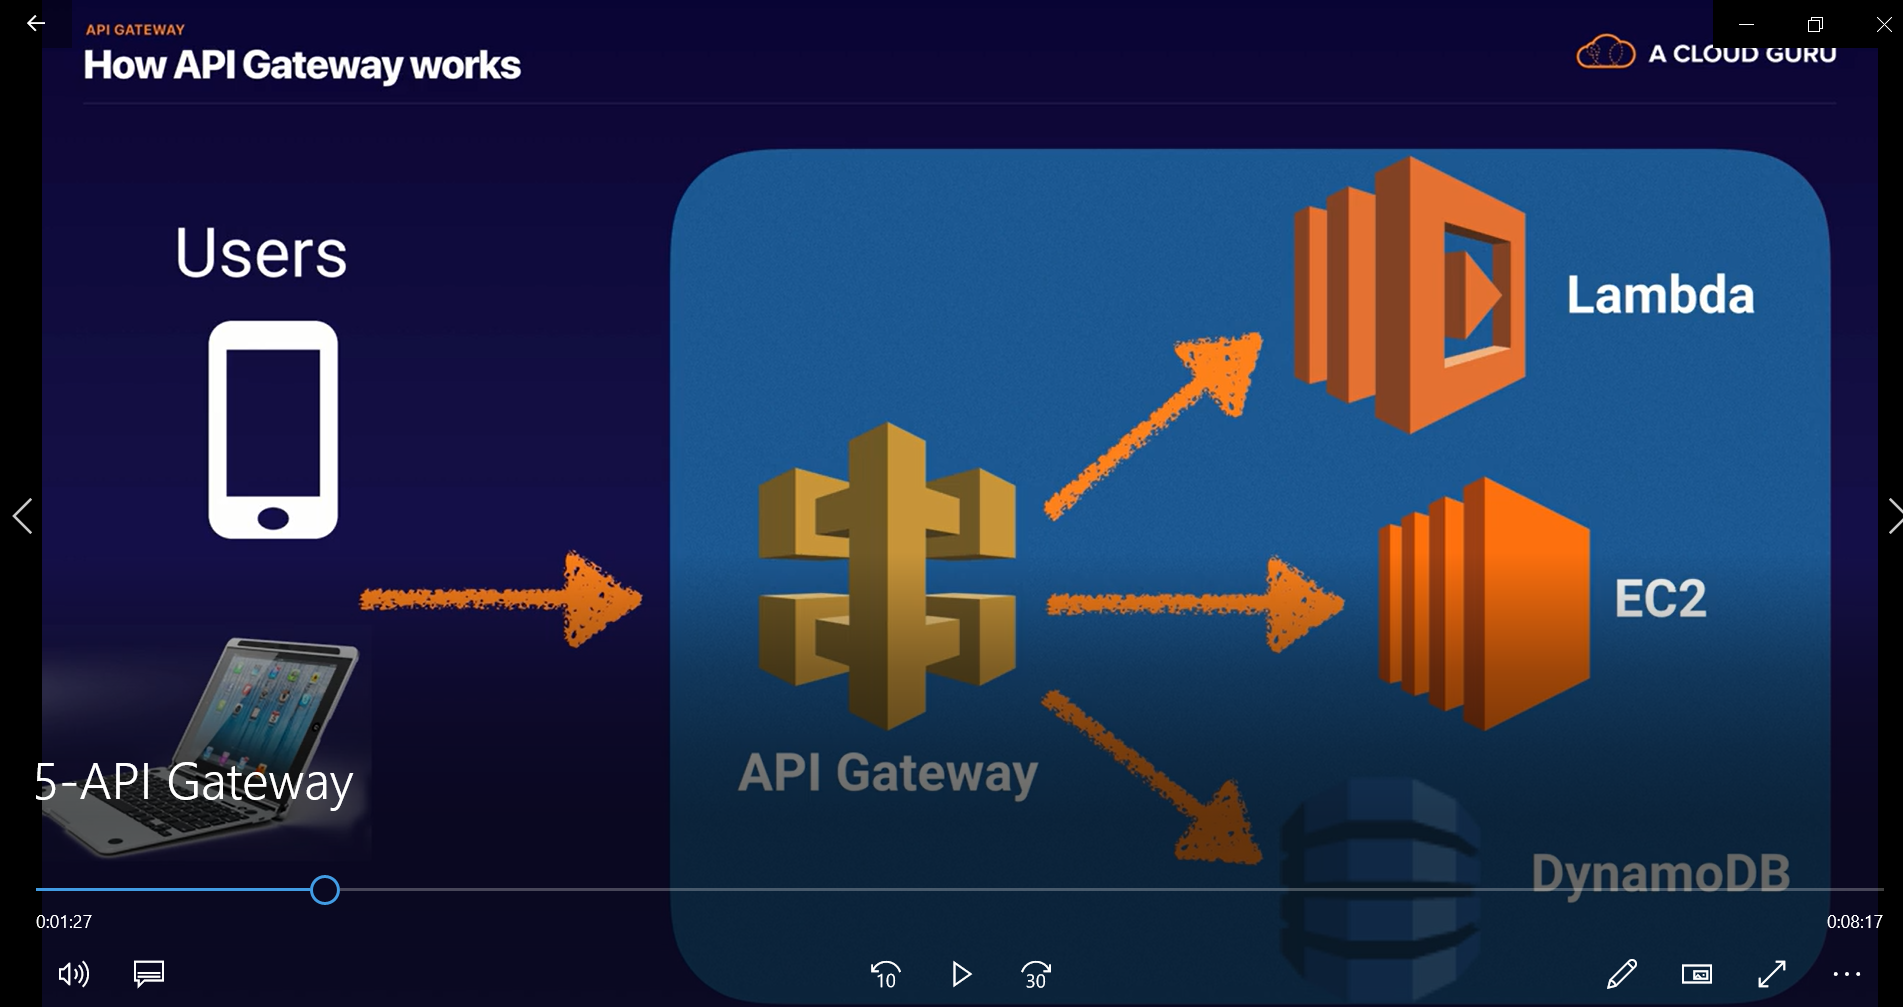 API GATEWAY
How API Gateway works
A CLOUD GURU
Users
Lambda
EC2
API Gateway
5-API Gateway
DynamoDB
0:01:27
0:08:17
10
30